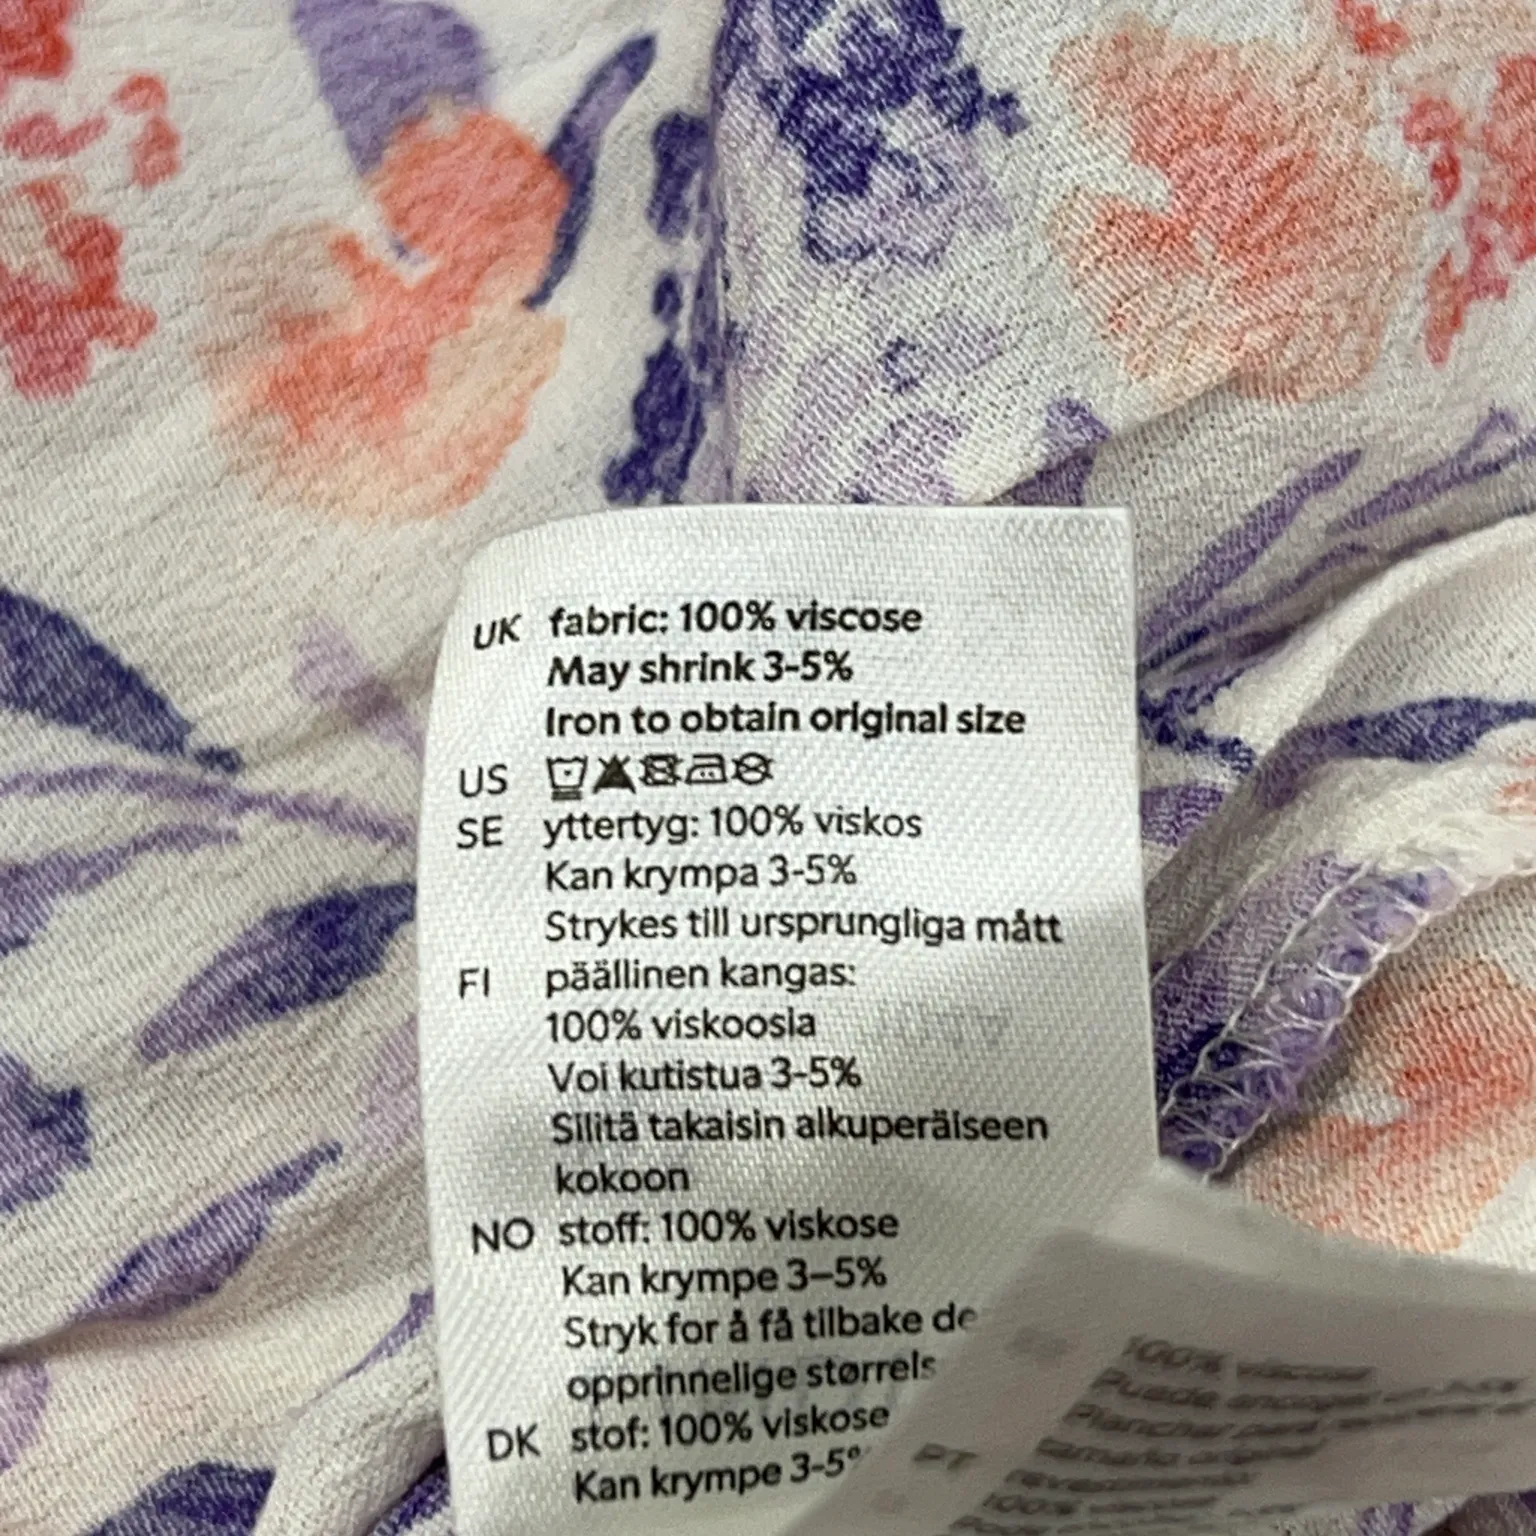 UK fabric: 100% viscose
May shrink 3-5%
Iron to obtain original size
US
SE yttertyg: 100% viskos
Kan krympa 3-5%
Strykes till ursprungliga mått
FI päällinen kangas:
100% viskoosia
Voi kutistua 3-5%
Silitä takaisin alkuperäiseen
kokoon
NO stoff: 100% viskose
Kan krympe 3–5%
Stryk for å få tilbake de
opprinnelige størrels
DK stof: 100% viskose
Kan krympe 3-5%
100% viscose
PT
100%